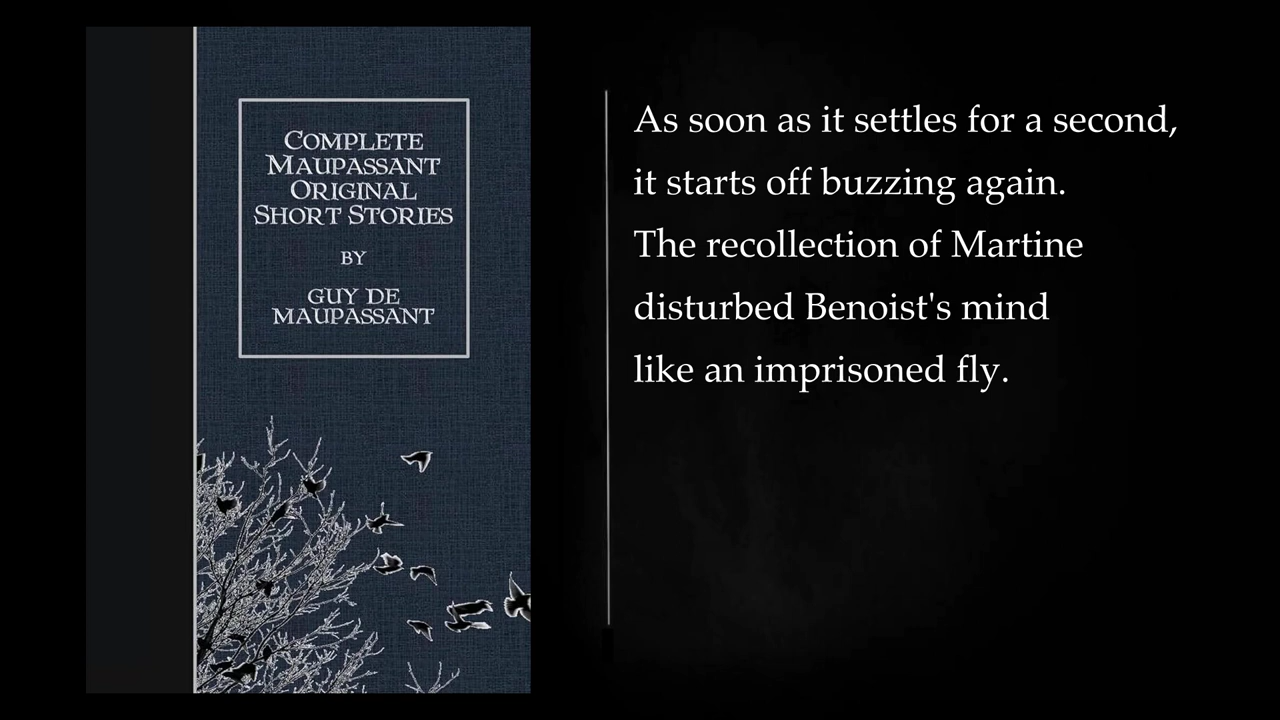 COMPLETE
MAUPASSANT
ORIGINAL
SHORT STORIES
BY
GUY DE
MAUPASSANT
As soon as it settles for a second,
it starts off buzzing again.
The recollection of Martine
disturbed Benoist's mind
like an imprisoned fly.